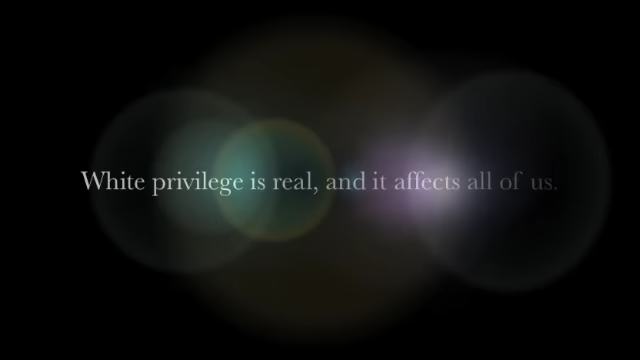 White privilege is real, and it affects all of us.